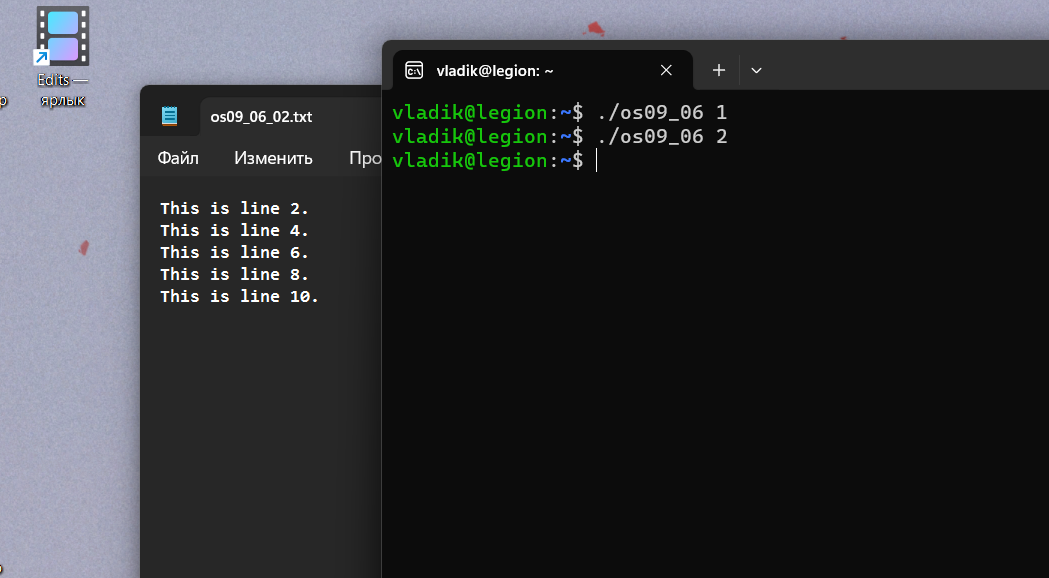 Edits —
ярлык
os09_06_02.txt
Файл Изменить Про
This is line 2.
This is line 4.
This is line 6.
This is line 8.
This is line 10.
vladik@legion: ~
vladik@legion:~$ ./os09_06 1
vladik@legion:~$ ./os09_06 2
vladik@legion:~$